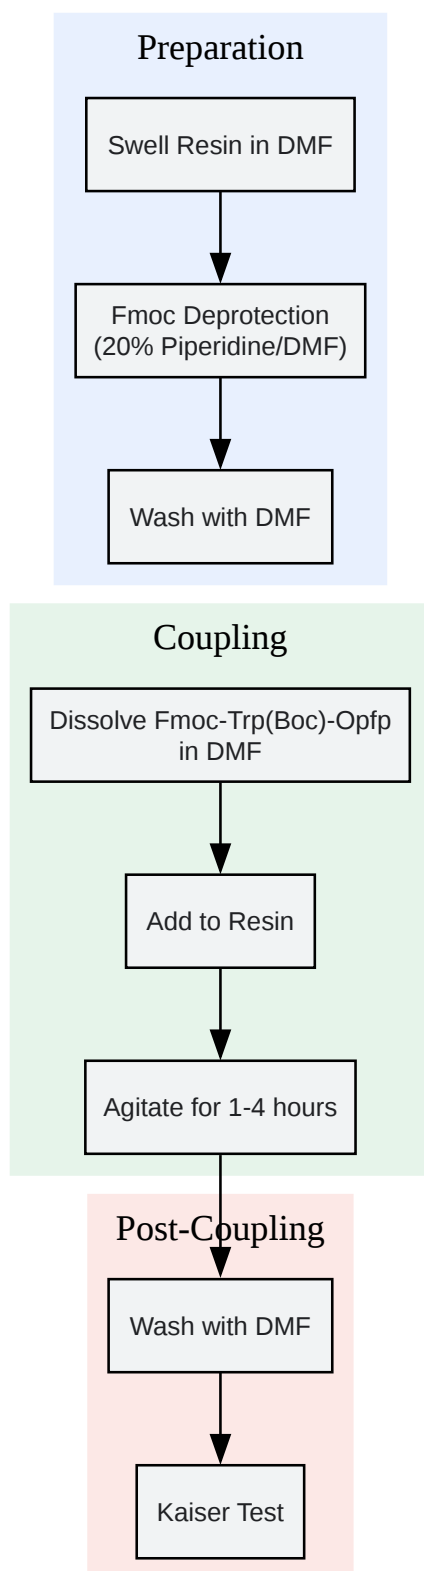 Preparation
Swell Resin in DMF
Fmoc Deprotection
(20% Piperidine/DMF)
Wash with DMF
Coupling
Dissolve Fmoc-Trp(Boc)-Opfp
in DMF
Add to Resin
Agitate for 1-4 hours
Post-Coupling
Wash with DMF
Kaiser Test